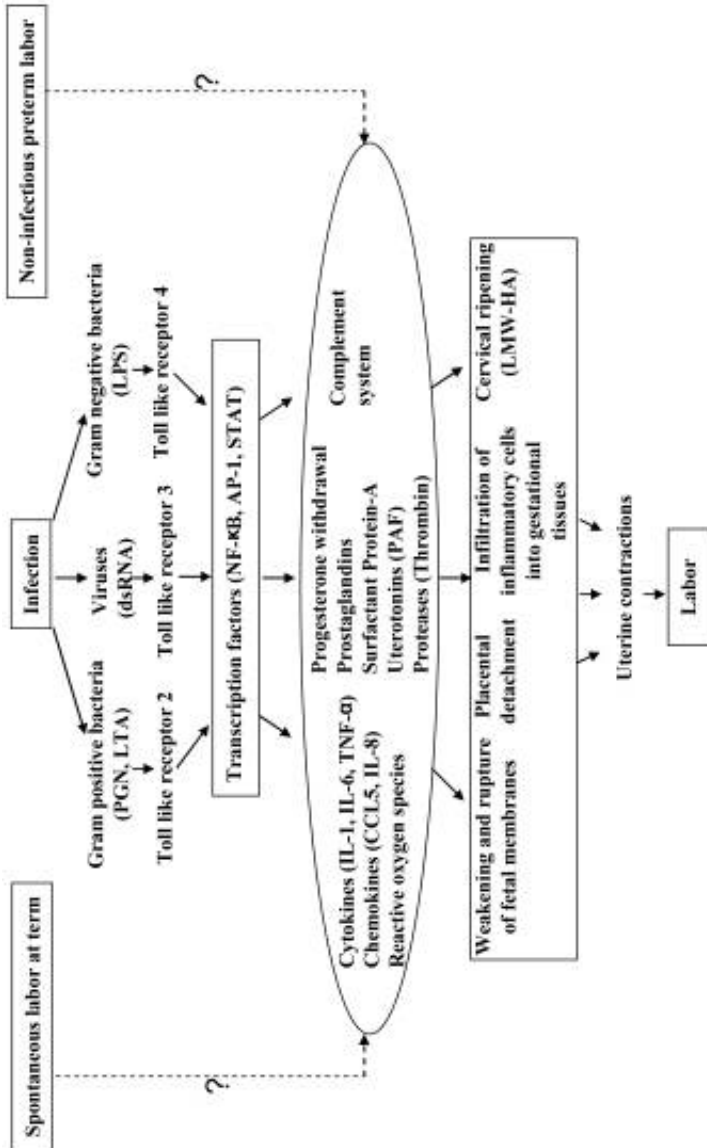 Spontaneous labor at term
Infection
Non-infectious preterm labor
Gram positive bacteria
(PGN, LTA)
Viruses
(dsRNA)
Gram negative bacteria
(LPS)
Toll like receptor 2
Toll like receptor 3
Toll like receptor 4
?
?
Transcription factors (NF-κB, AP-1, STAT)
Cytokines (IL-1, IL-6, TNF-α)
Chemokines (CCL5, IL-8)
Reactive oxygen species
Progesterone withdrawal
Prostaglandins
Surfactant Protein-A
Uterotonins (PAF)
Proteases (Thrombin)
Complement
system
Weakening and rupture
of fetal membranes
Placental
detachment
Infiltration of
inflammatory cells
into gestational
tissues
Cervical ripening
(LMW-HA)
Uterine contractions
Labor